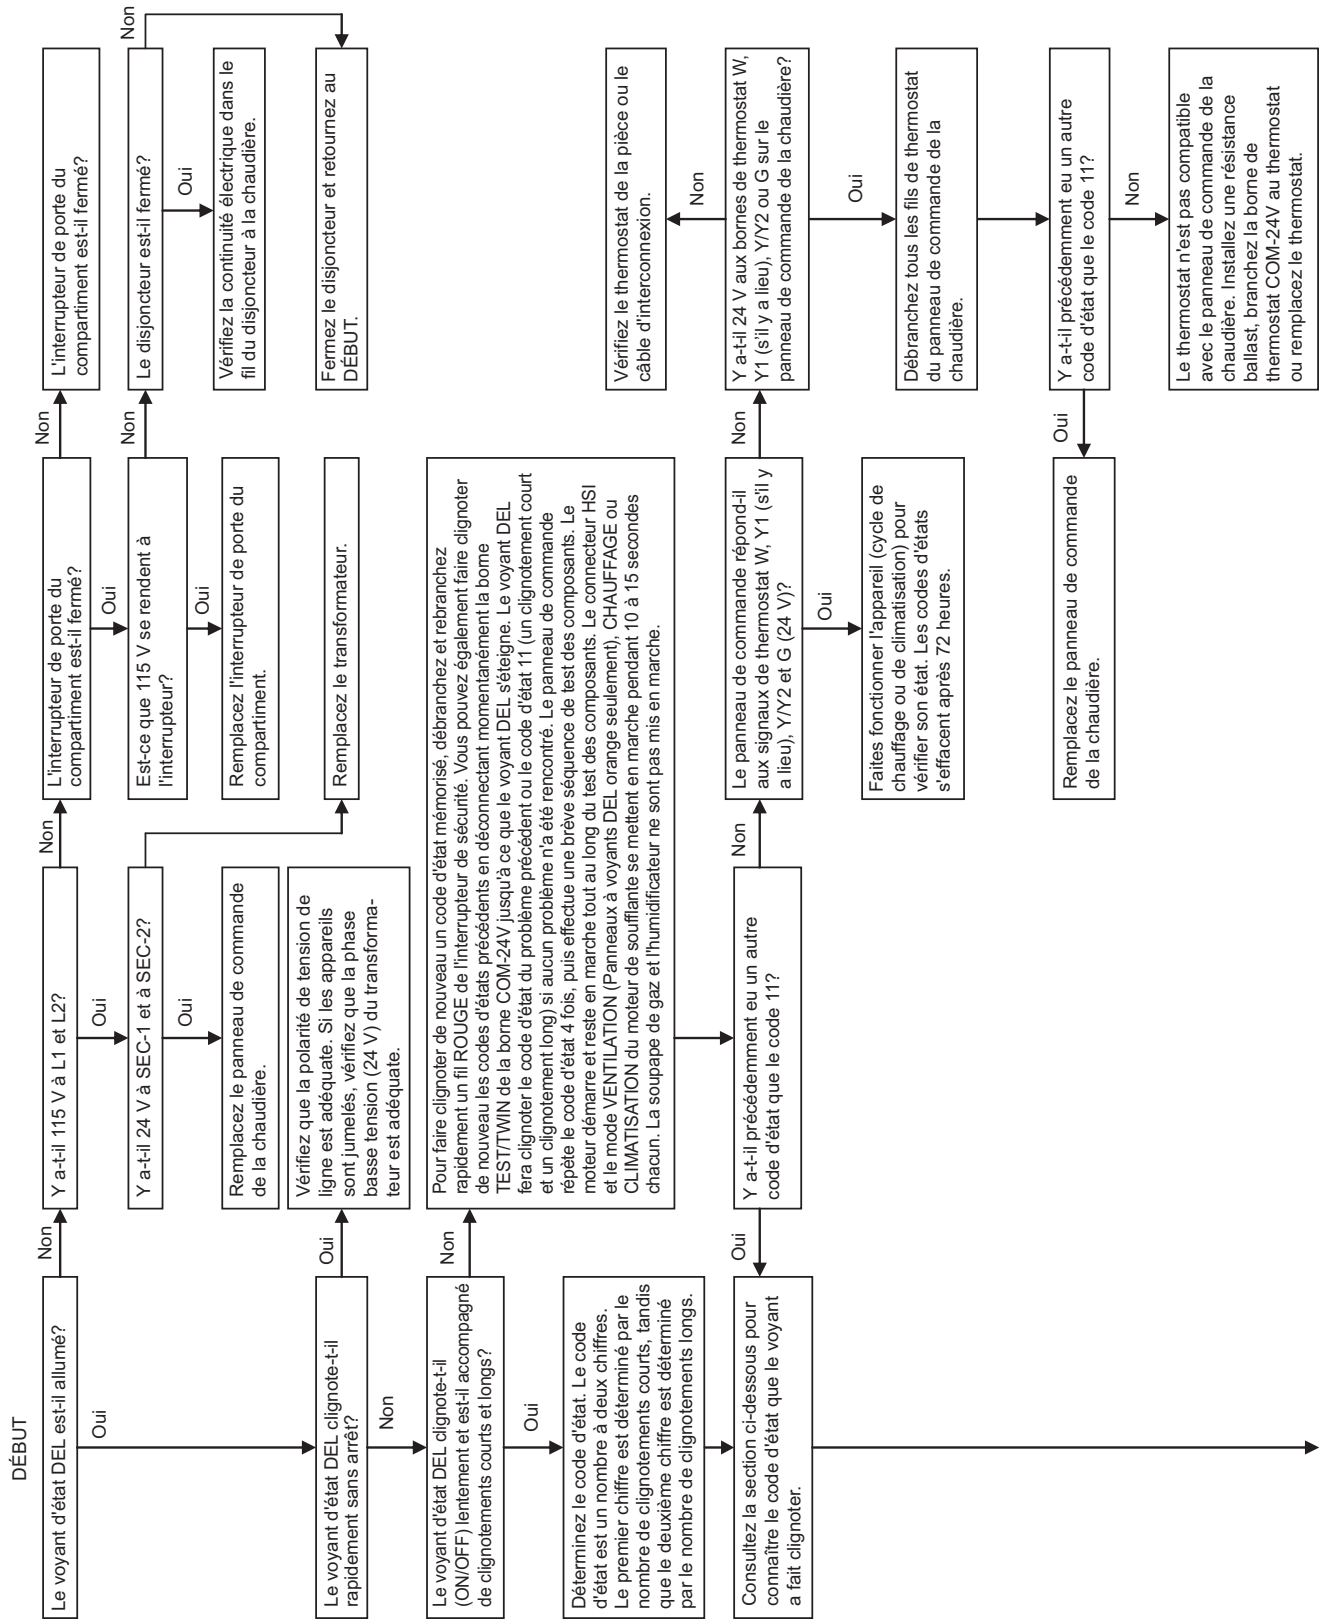 DÉBUT
Le voyant d'état DEL est-il allumé?
Non
Oui
Y a-t-il 115 V à L1 et L2?
Non
Oui
L'interrupteur de porte du
compartiment est-il fermé?
Non
Oui
L'interrupteur de porte du
compartiment est-il fermé?
Y a-t-il 24 V à SEC-1 et à SEC-2?
Oui
Est-ce que 115 V se rendent à
l'interrupteur?
Non
Oui
Le disjoncteur est-il fermé?
Non
Oui
Remplacez le panneau de commande
de la chaudière.
Remplacez l'interrupteur de porte du
compartiment.
Vérifiez la continuité électrique dans le
fil du disjoncteur à la chaudière.
Le voyant d'état DEL clignote-t-il
rapidement sans arrêt?
Oui
Non
Vérifiez que la polarité de tension de
ligne est adéquate. Si les appareils
sont jumelés, vérifiez que la phase
basse tension (24 V) du transforma-
teur est adéquate.
Remplacez le transformateur.
Fermez le disjoncteur et retournez au
DÉBUT.
Le voyant d'état DEL clignote-t-il
(ON/OFF) lentement et est-il accompagné
de clignotements courts et longs?
Non
Oui
Pour faire clignoter de nouveau un code d'état mémorisé, débranchez et rebranchez
rapidement un fil ROUGE de l'interrupteur de sécurité. Vous pouvez également faire clignoter
de nouveau les codes d'états précédents en déconnectant momentanément la borne
TEST/TWIN de la borne COM-24V jusqu'à ce que le voyant DEL s'éteigne. Le voyant DEL
fera clignoter le code d'état du problème précédent ou le code d'état 11 (un clignotement court
et un clignotement long) si aucun problème n'a été rencontré. Le panneau de commande
répète le code d'état 4 fois, puis effectue une brève séquence de test des composants. Le
moteur démarre et reste en marche tout au long du test des composants. Le connecteur HSI
et le mode VENTILATION (Panneaux à voyants DEL orange seulement), CHAUFFAGE ou
CLIMATISATION du moteur de soufflante se mettent en marche pendant 10 à 15 secondes
chacun. La soupape de gaz et l'humidificateur ne sont pas mis en marche.
Déterminez le code d'état. Le code
d'état est un nombre à deux chiffres.
Le premier chiffre est déterminé par le
nombre de clignotements courts, tandis
que le deuxième chiffre est déterminé
par le nombre de clignotements longs.
Vérifiez le thermostat de la pièce ou le
câble d'interconnexion.
Non
Consultez la section ci-dessous pour
connaître le code d'état que le voyant
a fait clignoter.
Oui
Y a-t-il précédemment eu un autre
code d'état que le code 11?
Non
Le panneau de commande répond-il
aux signaux de thermostat W, Y1 (s'il y
a lieu), Y/Y2 et G (24 V)?
Non
Oui
Y a-t-il 24 V aux bornes de thermostat W,
Y1 (s'il y a lieu), Y/Y2 ou G sur le
panneau de commande de la chaudière?
Oui
Faites fonctionner l'appareil (cycle de
chauffage ou de climatisation) pour
vérifier son état. Les codes d'états
s'effacent après 72 heures.
Débranchez tous les fils de thermostat
du panneau de commande de la
chaudière.
Remplacez le panneau de commande
de la chaudière.
Oui
Y a-t-il précédemment eu un autre
code d'état que le code 11?
Non
Le thermostat n'est pas compatible
avec le panneau de commande de la
chaudière. Installez une résistance
ballast, branchez la borne de
thermostat COM-24V au thermostat
ou remplacez le thermostat.